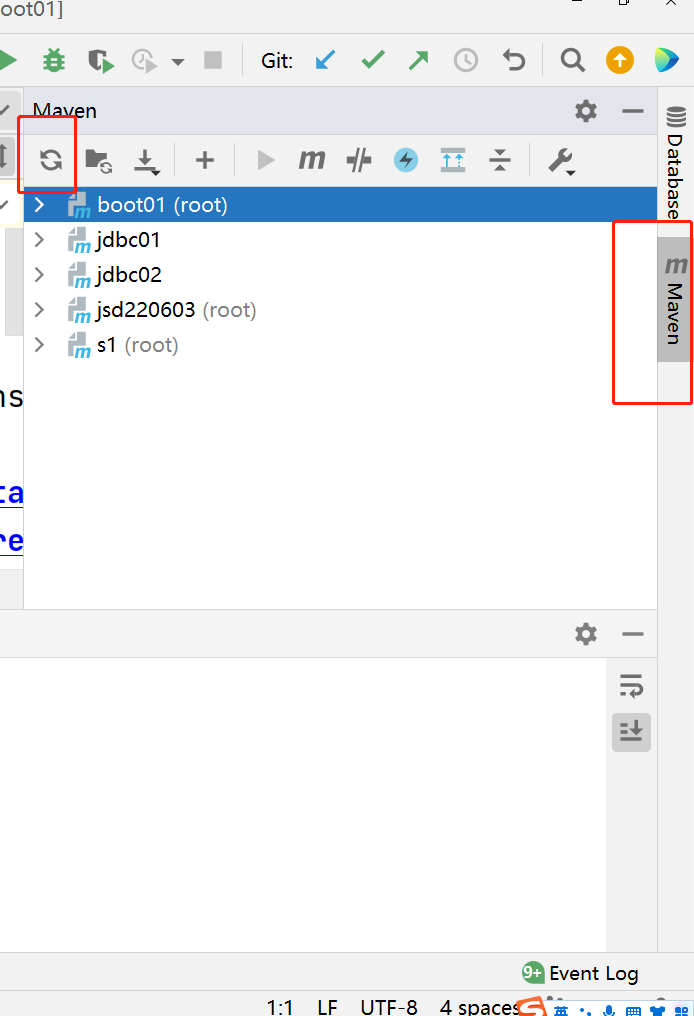 oot01]
Git:
Maven
Database
boot01 (root)
jdbc01
jdbc02
jsd220603 (root)
s1 (root)
m
Maven
ns
ta
re
9+ Event Log
1:1 LF UTF-8 4 spaces
英